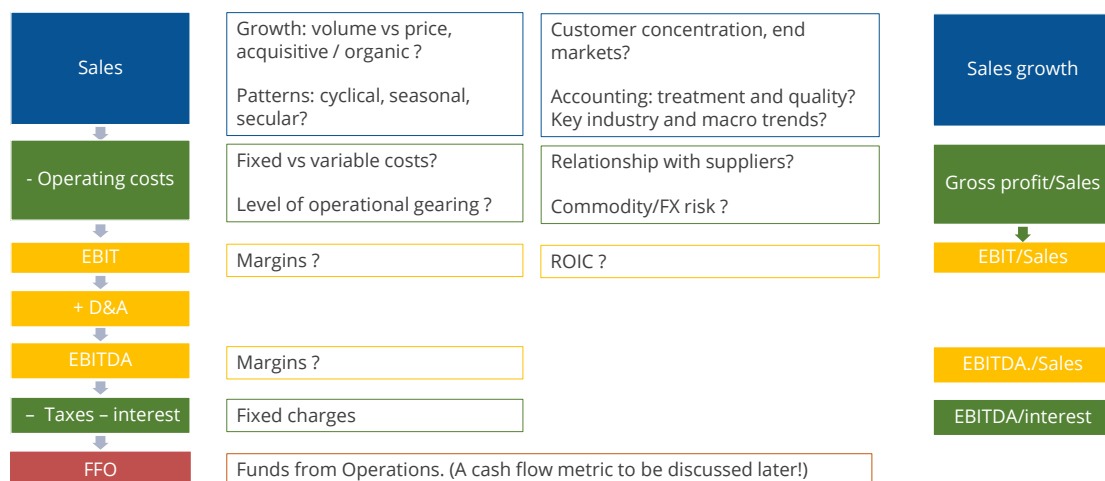 Sales
Growth: volume vs price,
acquisitive / organic ?
Patterns: cyclical, seasonal,
secular?
Customer concentration, end
markets?
Accounting: treatment and quality?
Key industry and macro trends?
Sales growth
- Operating costs
Fixed vs variable costs?
Level of operational gearing ?
Relationship with suppliers?
Commodity/FX risk ?
Gross profit/Sales
EBIT
Margins ?
ROIC ?
EBIT/Sales
+ D&A
EBITDA
Margins ?
EBITDA./Sales
– Taxes – interest
Fixed charges
EBITDA/interest
FFO
Funds from Operations. (A cash flow metric to be discussed later!)